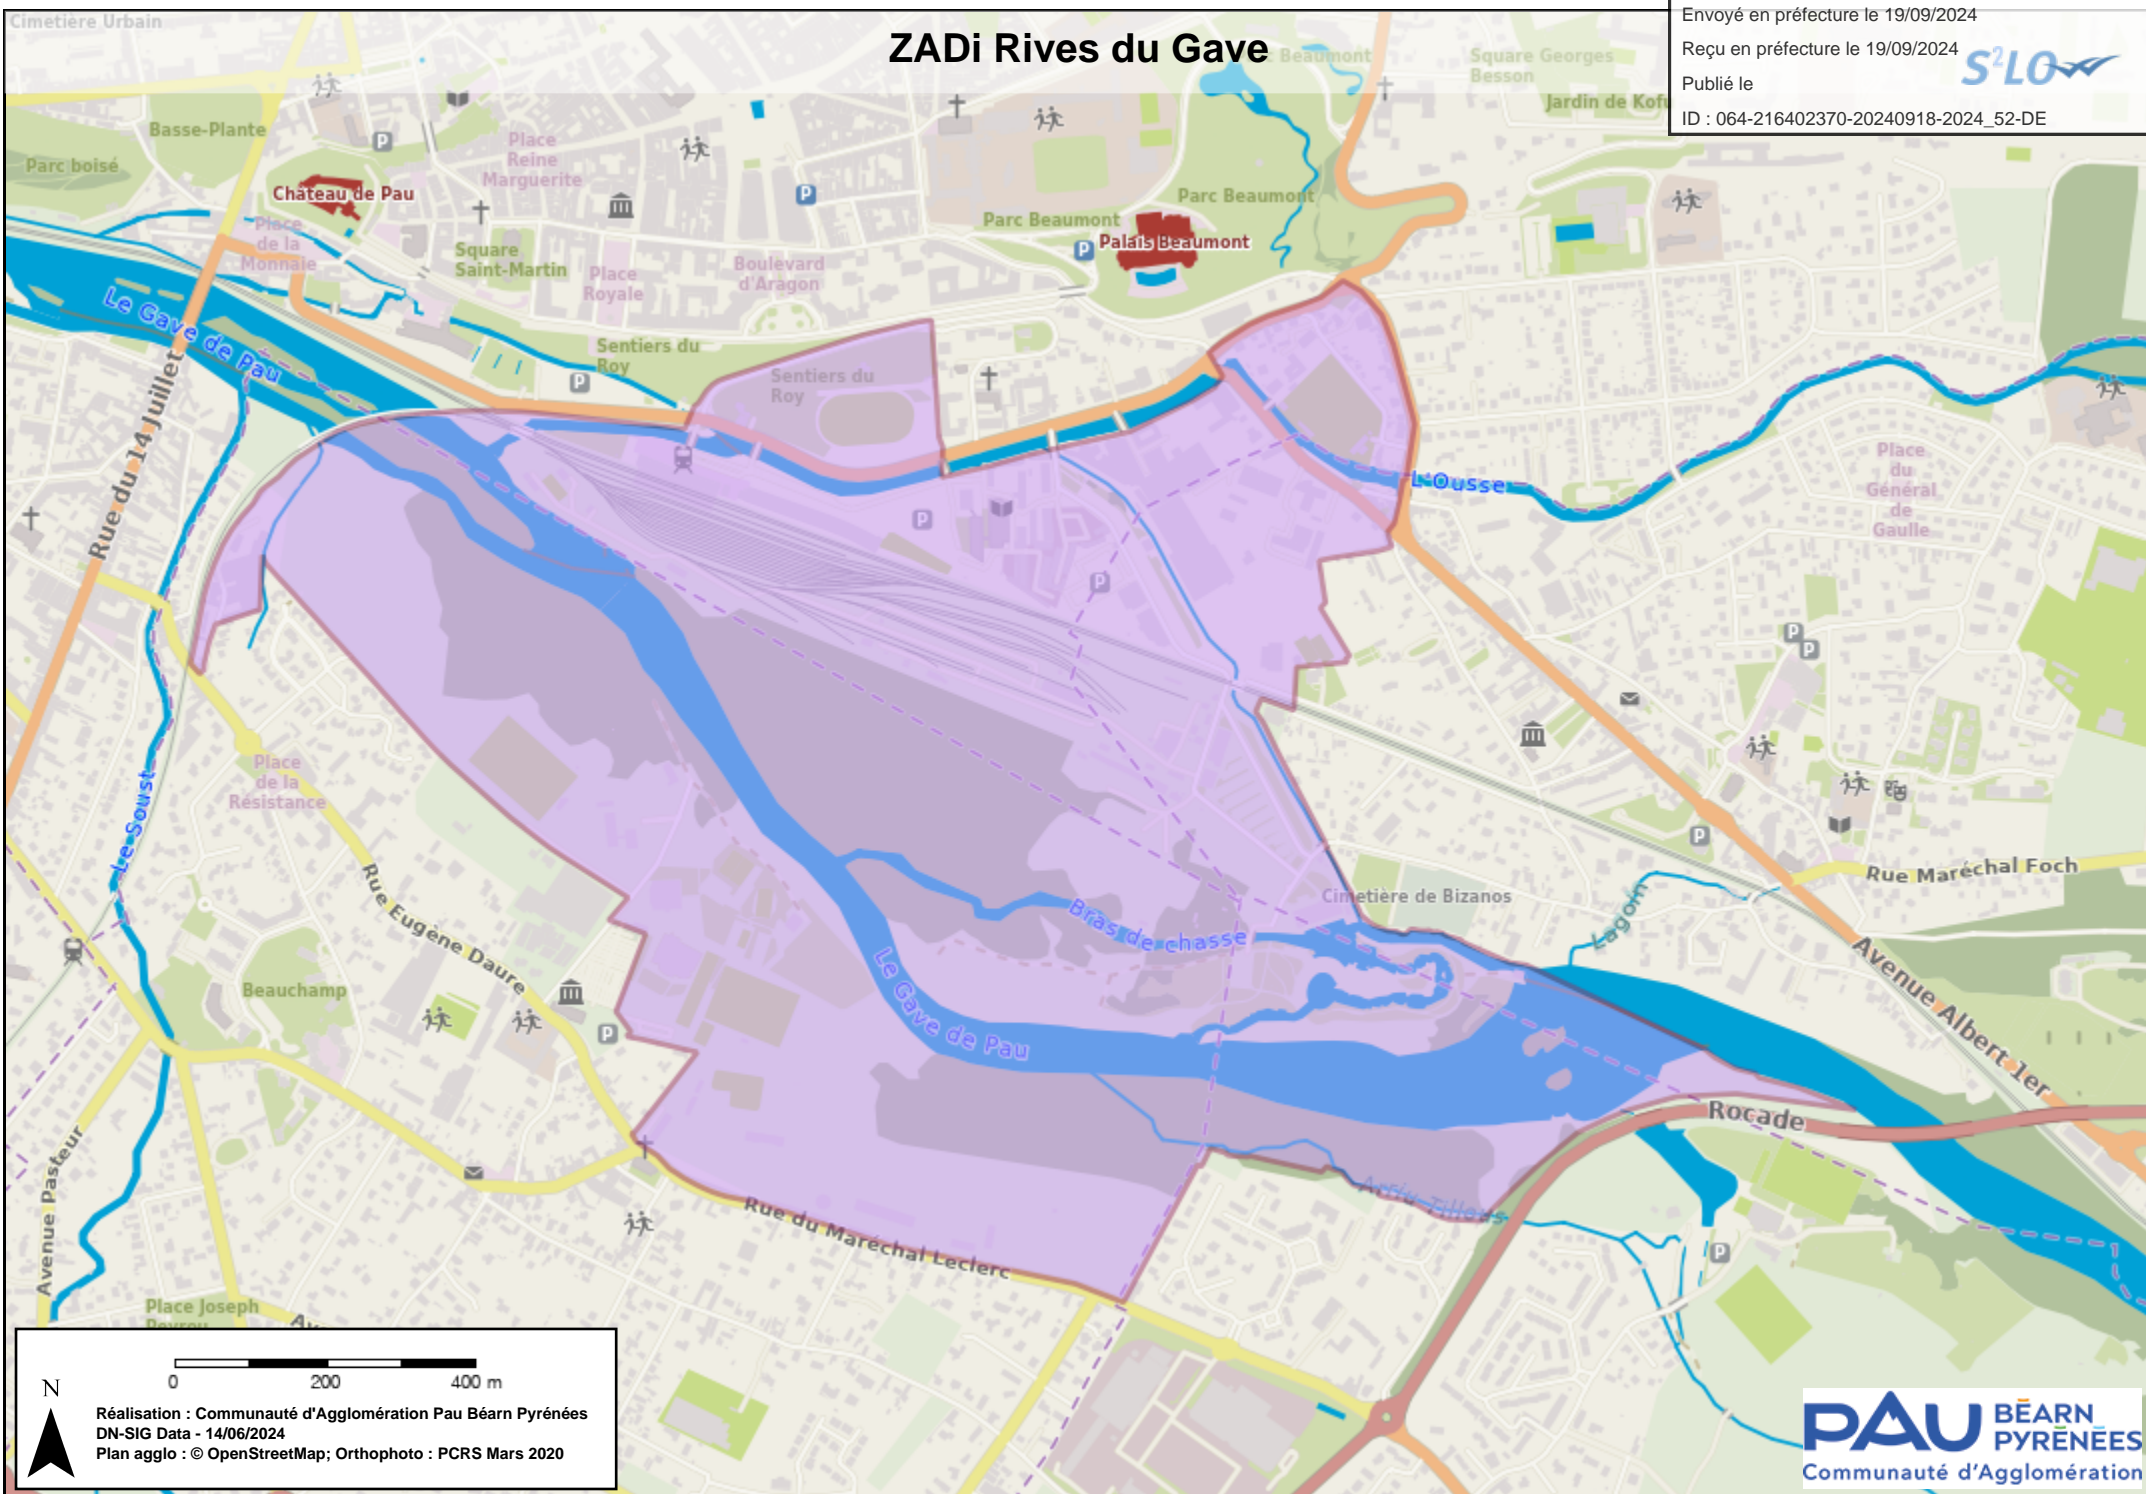 Cimetière Urbain
ZADi Rives du Gave
Beaumont
Square Georges
Besson
Envoyé en préfecture le 19/09/2024
Reçu en préfecture le 19/09/2024
Publié le
S²LO
ID : 064-216402370-20240918-2024_52-DE
Jardin de Kofu
Basse-Plante
Parc boisé
Château de Pau
Place
Reine
Marguerite
Place
de la
Monnaie
Square
Saint-Martin
Place
Royale
Boulevard
d'Aragon
Parc Beaumont
Parc Beaumont
Palais Beaumont
P
P
P
Le Gave de Pau
Sentiers du
Roy
P
Sentiers du
Roy
Rue du 14 Juillet
L'Ousse
Place
du
Général
de
Gaulle
P
P
P
P
Place
de la
Résistance
Le Soust
P
Rue Eugène Daure
Rue Maréchal Foch
Cimetière de Bizanos
Lagoin
Bras de chasse
Le Gave de Pau
Avenue Albert 1er
Beauchamp
P
Rocade
Avenue Pasteur
Arriu Tillous
Rue du Maréchal Leclerc
P
Place Joseph
Peyrou
Av
0 200 400 m
N
Réalisation : Communauté d'Agglomération Pau Béarn Pyrénées
DN-SIG Data - 14/06/2024
Plan agglo : © OpenStreetMap; Orthophoto : PCRS Mars 2020
PAU BÉARN
PYRÉNÉES
Communauté d'Agglomération